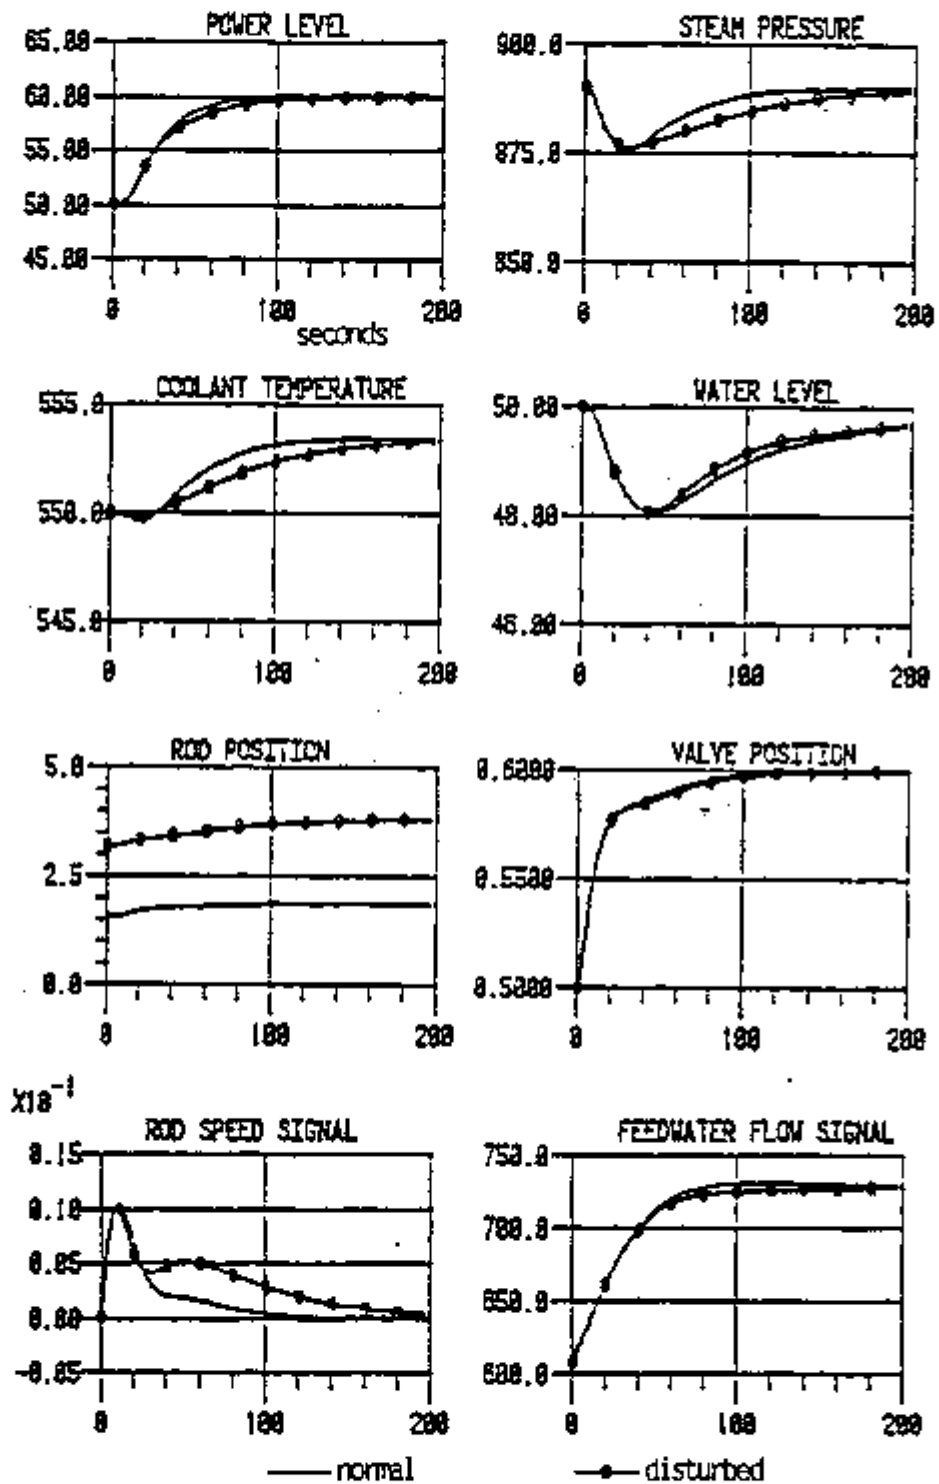 POWER LEVEL
65.00
60.00
55.00
50.00
45.00
0 100 200
seconds
STEAM PRESSURE
900.0
875.0
850.0
0 100 200
COOLANT TEMPERATURE
555.0
550.0
545.0
0 100 200
WATER LEVEL
50.00
48.00
46.00
0 100 200
ROD POSITION
5.0
2.5
0.0
0 100 200
VALVE POSITION
0.6000
0.5500
0.5000
0 100 200
X10
ROD SPEED SIGNAL
0.15
0.10
0.05
0.00
-0.05
0 100 200
FEEDWATER FLOW SIGNAL
750.0
700.0
650.0
600.0
0 100 200
normal
disturbed